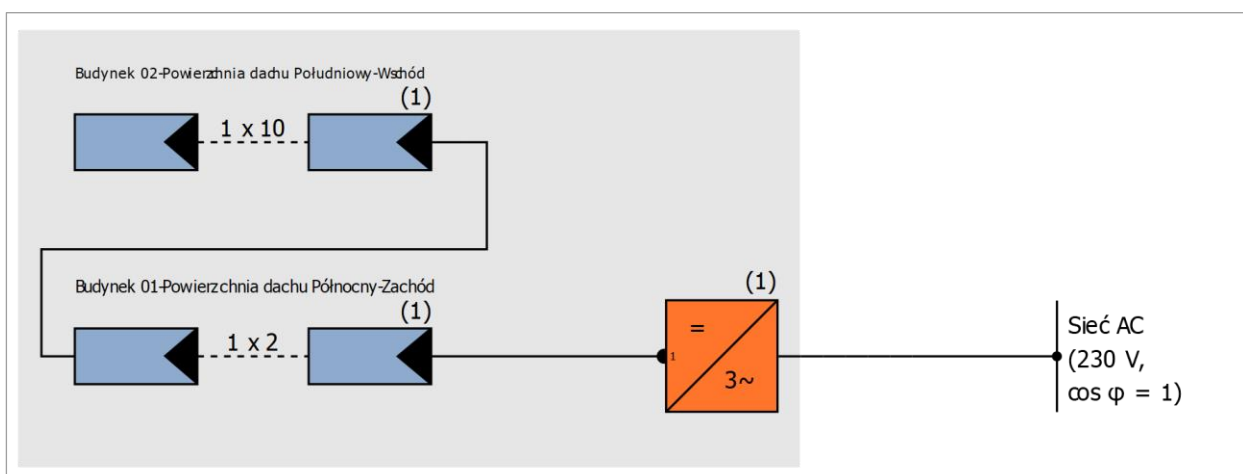 Budynek 02-Powierzchnia dachu Południowy-Wschód
(1)
1 x 10
Budynek 01-Powierzchnia dachu Północny-Zachód
(1)
1 x 2
(1)
=
1
3~
Sieć AC
(230 V,
cos φ = 1)